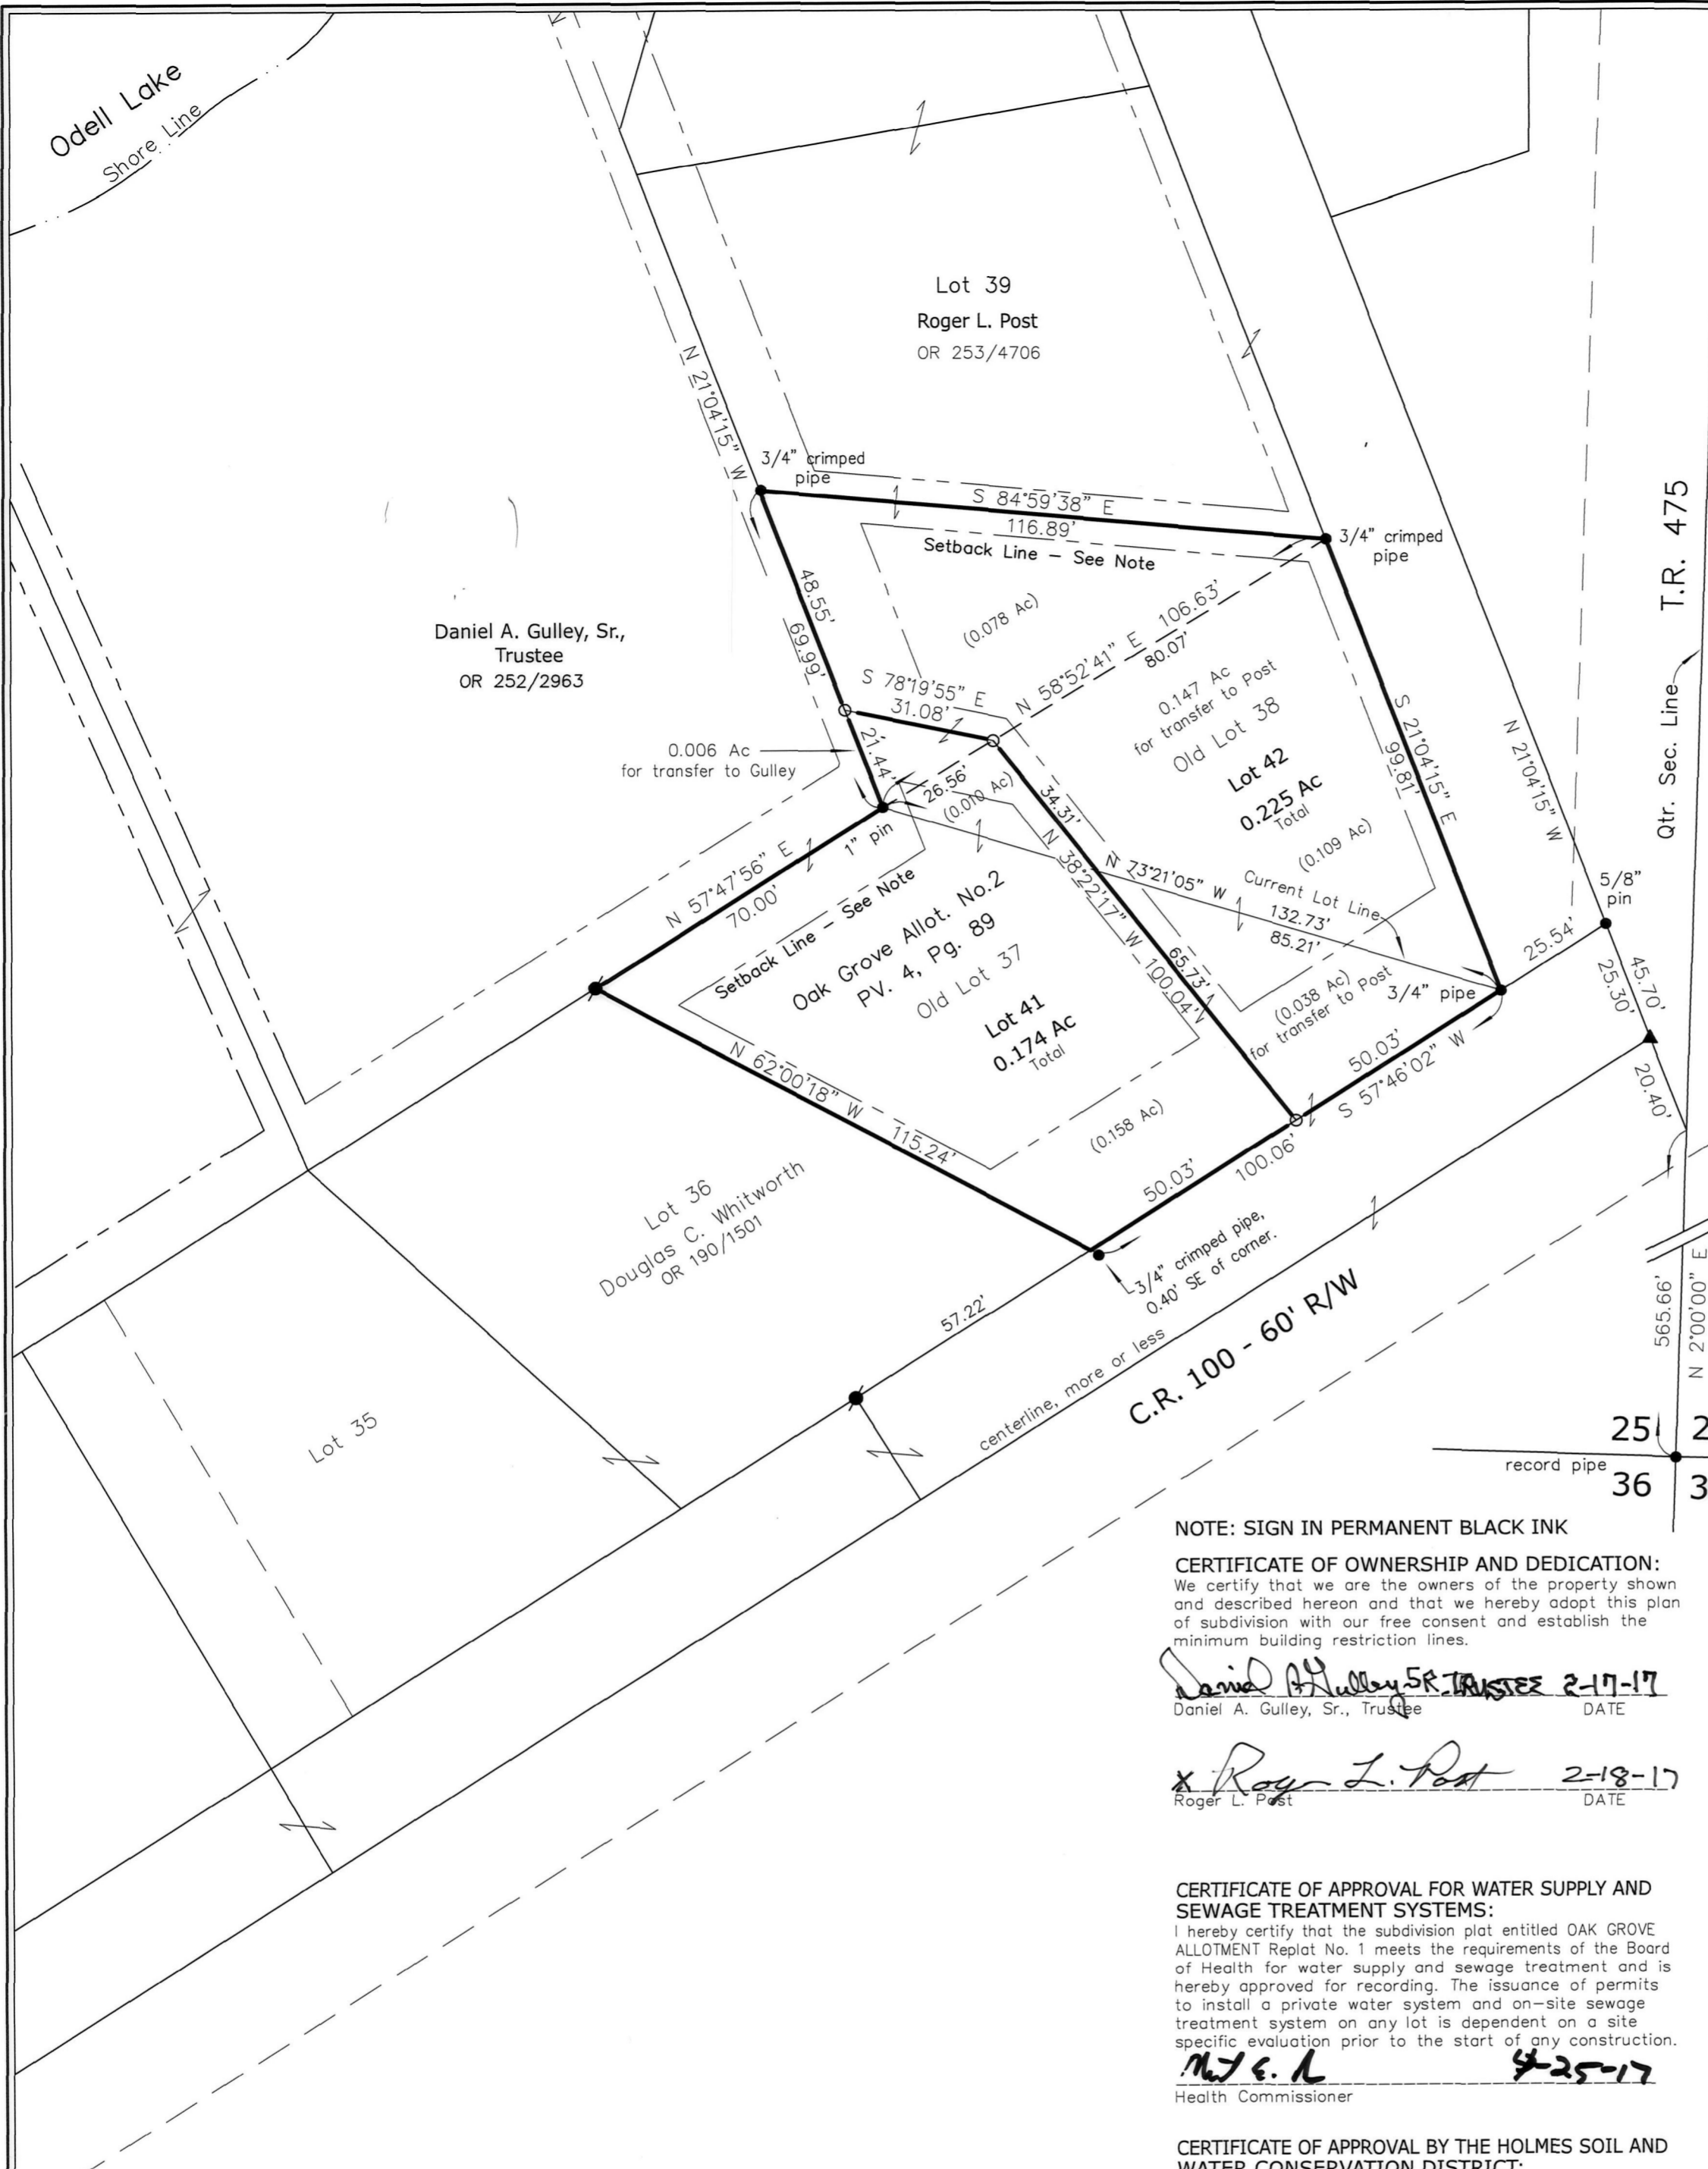 Odell Lake
Shore Line
Lot 39
Roger L. Post
OR 253/4706
N 21°04'15" W
3/4" crimped
pipe
S 84°59'38" E
116.89'
Setback Line – See Note
3/4" crimped
pipe
T.R. 475
Qtr. Sec. Line
Daniel A. Gulley, Sr.,
Trustee
OR 252/2963
48.55'
69.99'
(0.078 Ac)
N 58°52'41" E 106.63'
80.07'
S 78°19'55" E
31.08'
0.147 Ac
for transfer to Post
Old Lot 38
Lot 42
0.225 Ac
Total
(0.109 Ac)
S 21°04'15" E
99.81'
N 21°04'15" W
0.006 Ac
for transfer to Gulley
21.44'
26.56'
(0.010 Ac)
34.31'
1" pin
N 57°47'56" E
70.00'
Setback Line – See Note
Oak Grove Allot. No.2
PV. 4, Pg. 89
Old Lot 37
Lot 41
0.174 Ac
Total
N 38°22'17" W 100.04'
65.73'
N 73°21'05" W
132.73'
85.21'
Current Lot Line
5/8"
pin
25.54'
45.70'
25.30'
20.40'
(0.038 Ac)
for transfer to Post
3/4" pipe
50.03'
S 57°46'02" W
N 62°00'18" W
115.24'
(0.158 Ac)
50.03'
100.06'
Lot 36
Douglas C. Whitworth
OR 190/1501
3/4" crimped pipe,
0.40' SE of corner.
57.22'
centerline, more or less
C.R. 100 - 60' R/W
565.66'
N 2°00'00" E
Lot 35
25 2
record pipe
36 3
NOTE: SIGN IN PERMANENT BLACK INK
CERTIFICATE OF OWNERSHIP AND DEDICATION:
We certify that we are the owners of the property shown
and described hereon and that we hereby adopt this plan
of subdivision with our free consent and establish the
minimum building restriction lines.
Daniel A Gulley SR. TRUSTEE 2-17-17
Daniel A. Gulley, Sr., Trustee DATE
x Roger L. Post 2-18-17
Roger L. Post DATE
CERTIFICATE OF APPROVAL FOR WATER SUPPLY AND
SEWAGE TREATMENT SYSTEMS:
I hereby certify that the subdivision plat entitled OAK GROVE
ALLOTMENT Replat No. 1 meets the requirements of the Board
of Health for water supply and sewage treatment and is
hereby approved for recording. The issuance of permits
to install a private water system and on-site sewage
treatment system on any lot is dependent on a site
specific evaluation prior to the start of any construction.
4-25-17
Health Commissioner
CERTIFICATE OF APPROVAL BY THE HOLMES SOIL AND
WATER CONSERVATION DISTRICT: